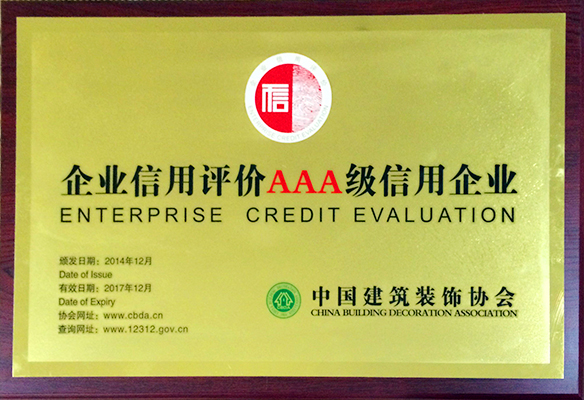 信
ENTERPRISE CREDIT EVALUATION
企业信用评价AAA级信用企业
ENTERPRISE CREDIT EVALUATION
颁发日期：2014年12月
Date of Issue
有效日期：2017年12月
Date of Expiry
协会网址：www.cbda.cn
查询网址：www.12312.gov.cn
中国建筑装饰协会
CHINA BUILDING DECORATION ASSOCIATION